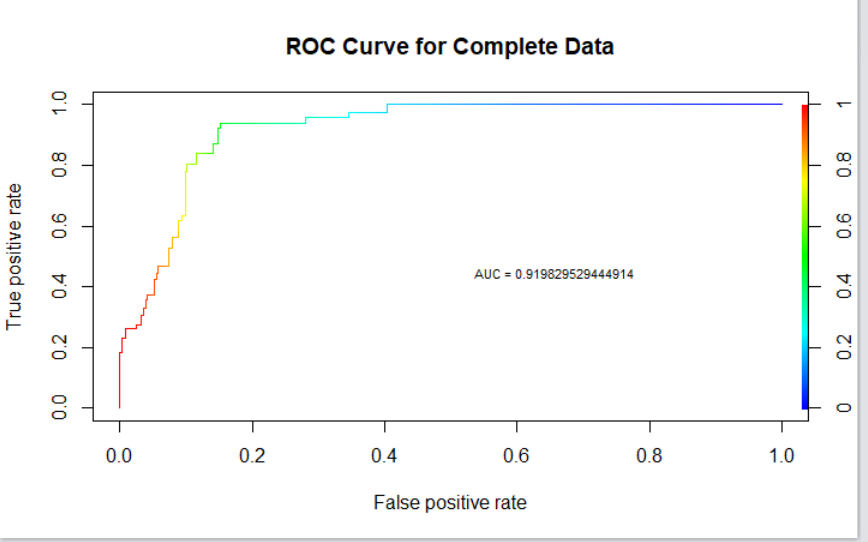 ROC Curve for Complete Data
True positive rate
1.0
0.8
0.6
0.4
0.2
0.0
AUC = 0.919829529444914
1
0.8
0.6
0.4
0.2
0
0.0 0.2 0.4 0.6 0.8 1.0
False positive rate